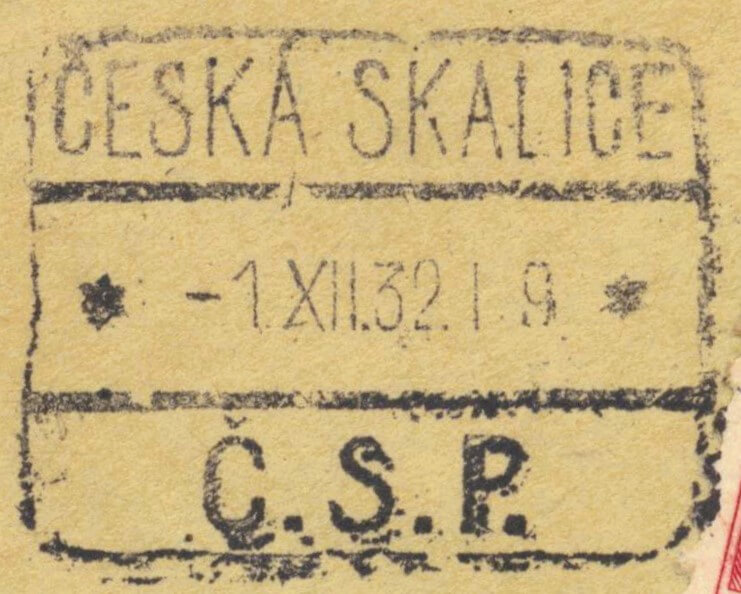 ČESKÁ SKALICE
* -1.XII.32.I 9 *
Č.S.P.